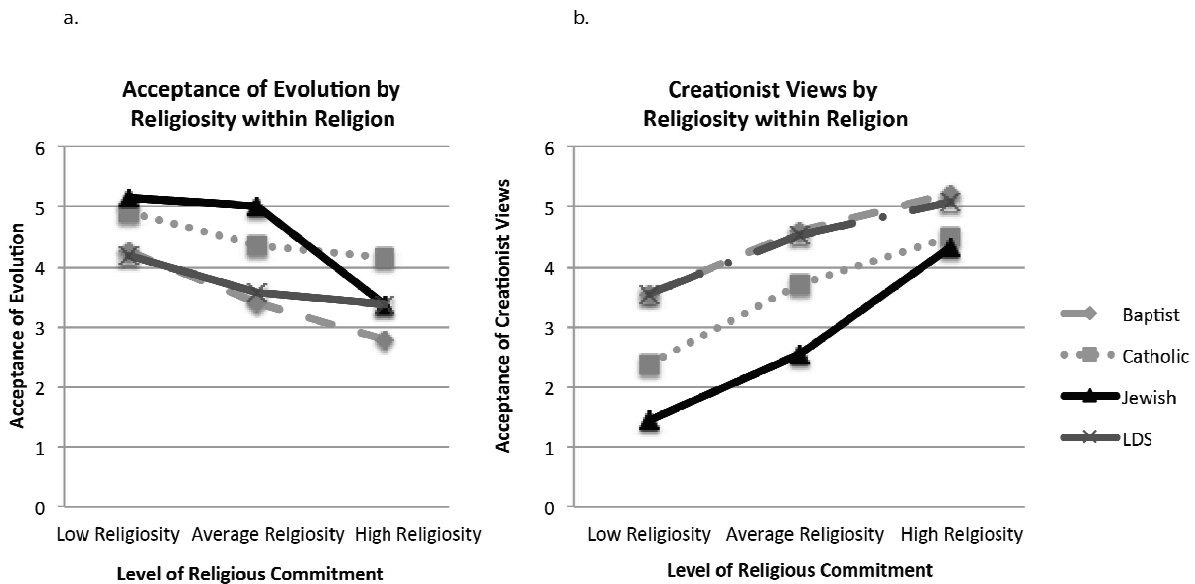 a.
Acceptance of Evolution by
Religiosity within Religion
6
5
4
3
2
1
0
Acceptance of Evolution
Low Religiosity Average Relgiosity High Religiosity
Level of Religious Commitment
b.
Creationist Views by
Religiosity within Religion
6
5
4
3
2
1
0
Acceptance of Creationist Views
Low Religiosity Average Religiosity High Religiosity
Level of Religious Commitment
Baptist
Catholic
Jewish
LDS